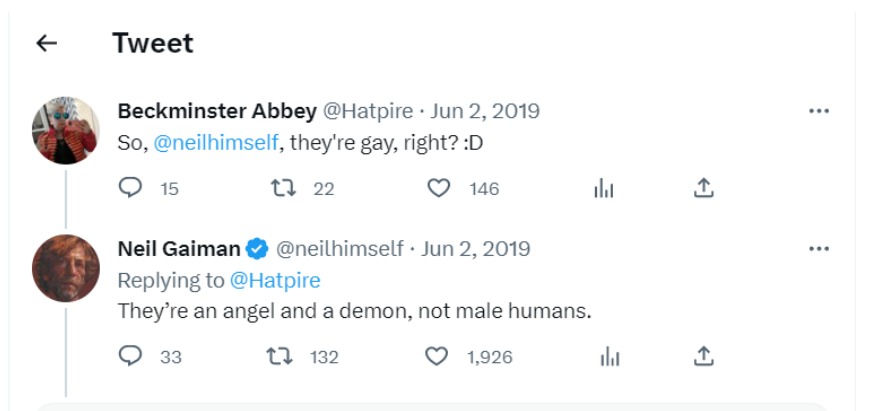 Tweet
Beckminster Abbey @Hatpire · Jun 2, 2019
So, @neilhimself, they're gay, right? :D
15 22 146
Neil Gaiman @neilhimself · Jun 2, 2019
Replying to @Hatpire
They’re an angel and a demon, not male humans.
33 132 1,926